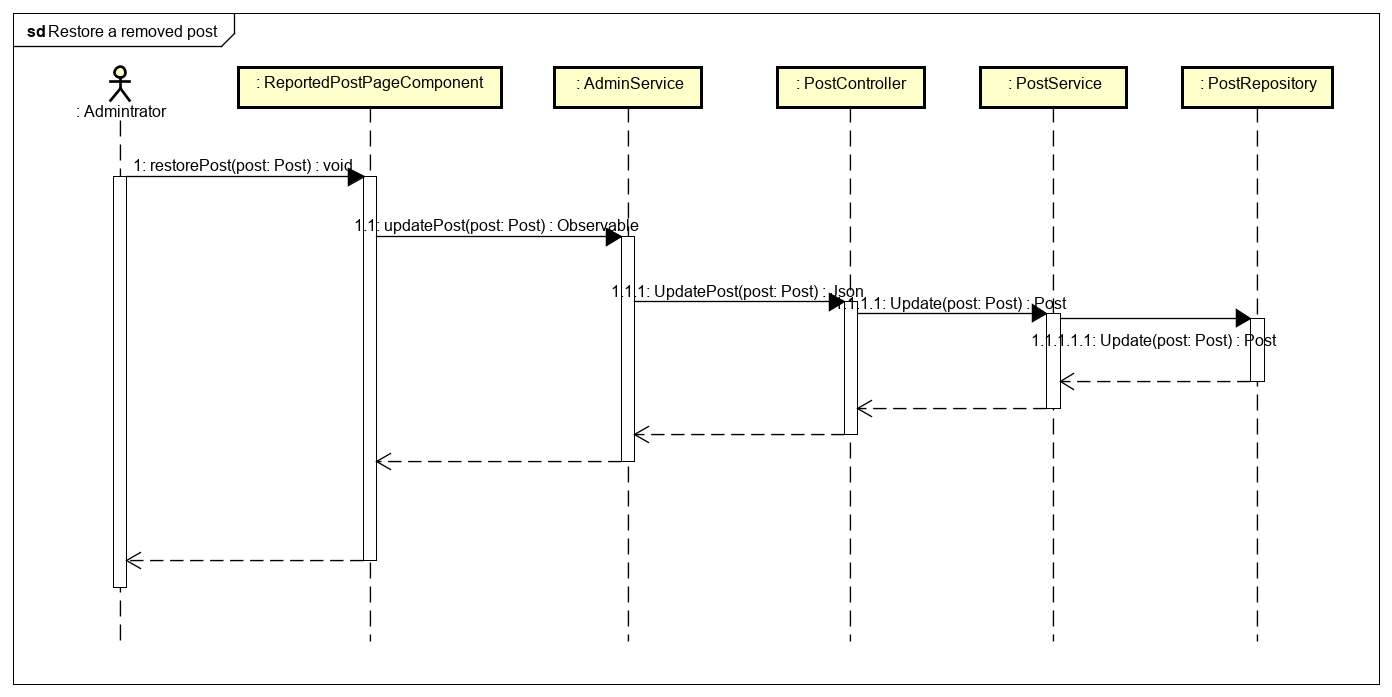 sd Restore a removed post
: Admintrator
: ReportedPostPageComponent
: AdminService
: PostController
: PostService
: PostRepository
1: restorePost(post: Post) : void
1.1: updatePost(post: Post) : Observable
1.1.1: UpdatePost(post: Post) : Json
1.1.1.1: Update(post: Post) : Post
1.1.1.1.1: Update(post: Post) : Post